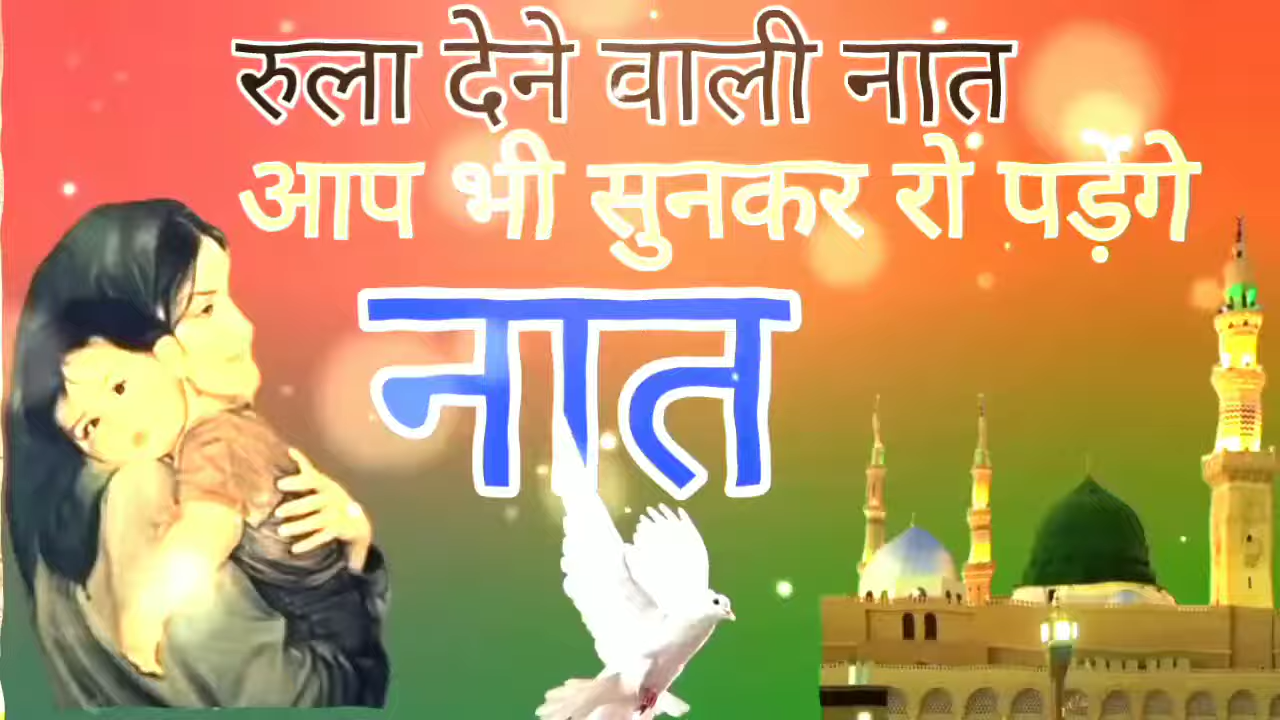 रुला देने वाली नात
आप भी सुनकर रो पड़ेंगे
नात